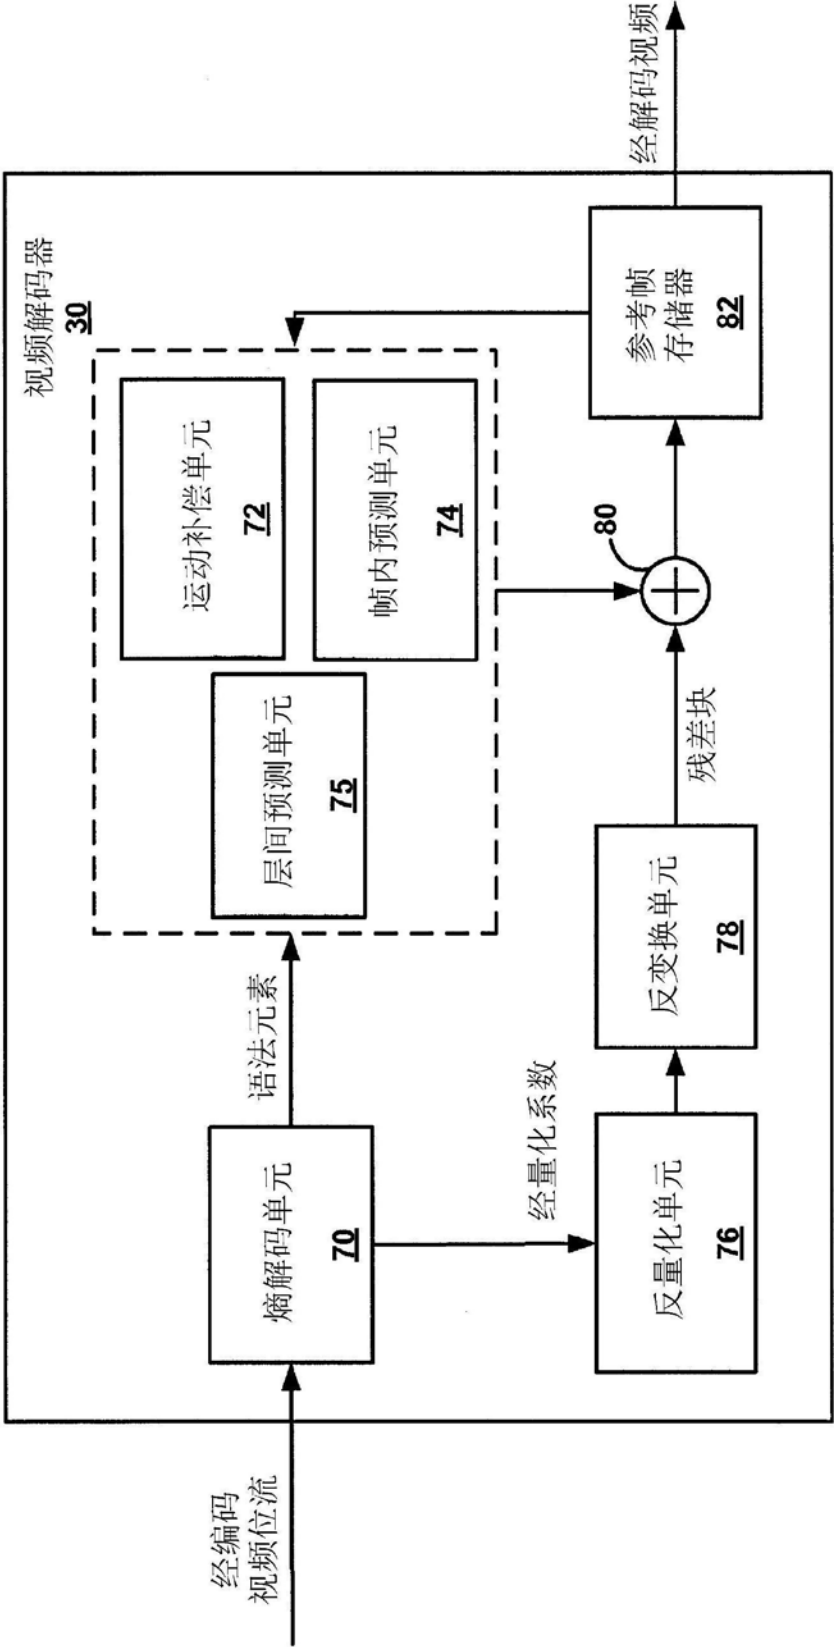 视频解码器
30
经编码
视频位流
熵解码单元
70
语法元素
层间预测单元
75
运动补偿单元
72
帧内预测单元
74
经量化系数
反量化单元
76
反变换单元
78
残差块
80
参考帧
存储器
82
经解码视频